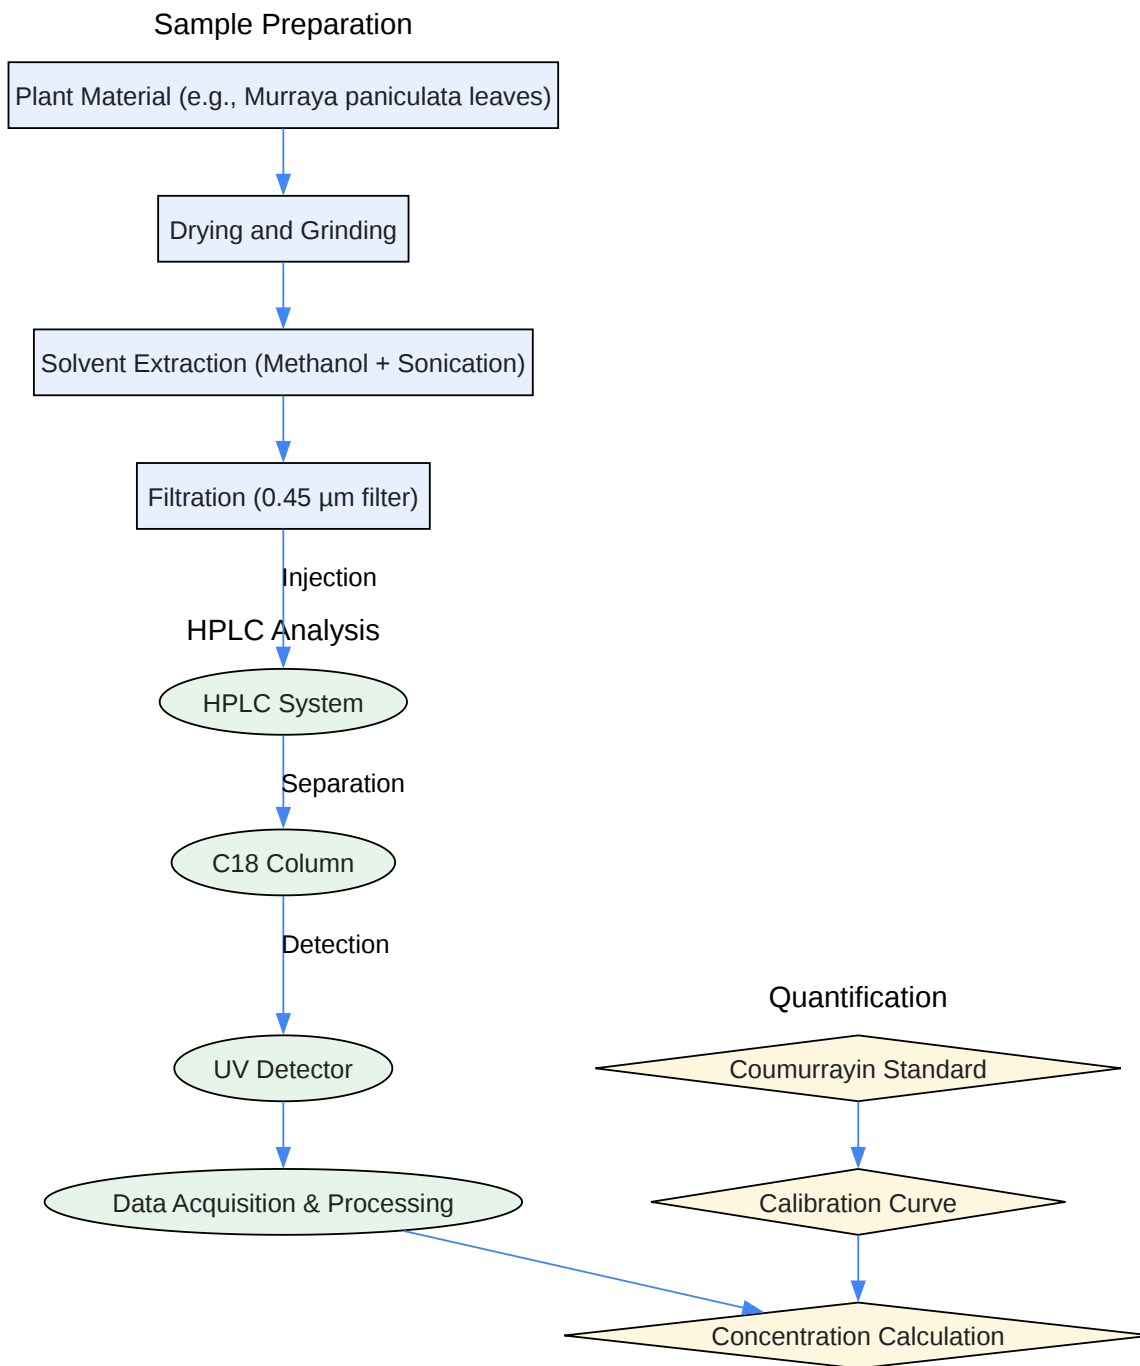 Sample Preparation
Plant Material (e.g., Murraya paniculata leaves)
Drying and Grinding
Solvent Extraction (Methanol + Sonication)
Filtration (0.45 µm filter)
Injection
HPLC Analysis
HPLC System
Separation
C18 Column
Detection
UV Detector
Data Acquisition & Processing
Quantification
Coumurrayin Standard
Calibration Curve
Concentration Calculation